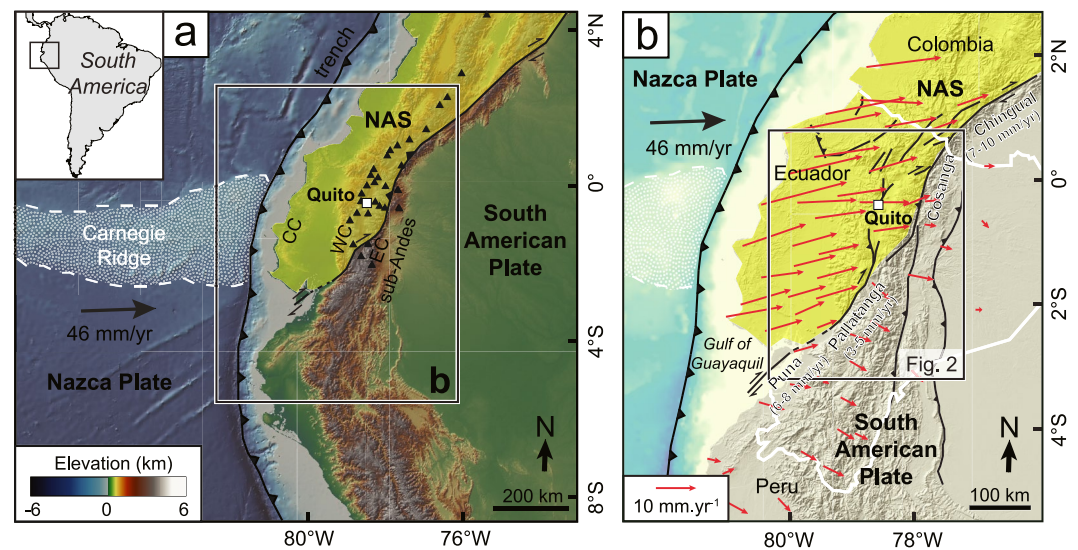 South
America
a
trench
4°N
NAS
0°
Quito
CC
WC
EC
sub-Andes
Carnegie
Ridge
South
American
Plate
46 mm/yr
4°S
Nazca Plate
b
N
Elevation (km)
-6 0 6
200 km
8°S
80°W 76°W
b
Colombia
2°N
Nazca Plate
NAS
46 mm/yr
Chingual
(7-10 mm/yr)
Ecuador
0°
Cosanga
Quito
2°S
Gulf of
Guayaquil
Pallatanga
(3-5 mm/yr)
Puna
(6-8 mm/yr)
Fig. 2
South
American
Plate
4°S
N
Peru
10 mm.yr⁻¹
100 km
80°W 78°W